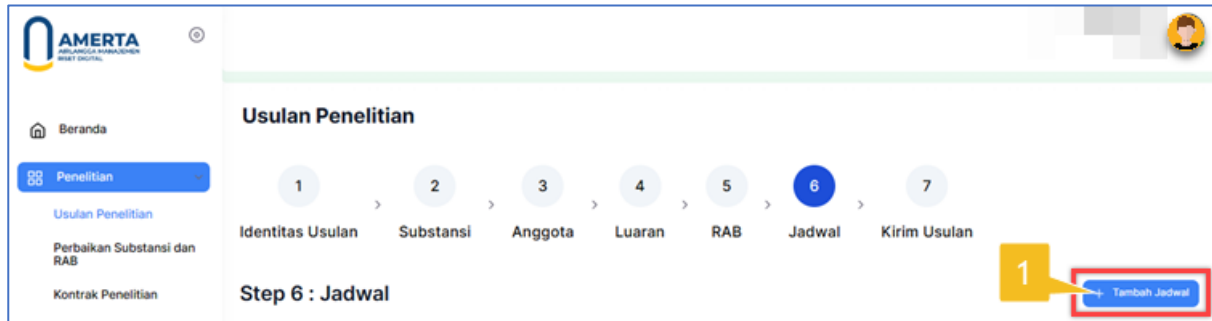 AMERTA
AIRLANGGA MANAJEMEN
RISET DIGITAL
Beranda
Penelitian
Usulan Penelitian
Perbaikan Substansi dan
RAB
Kontrak Penelitian
Usulan Penelitian
1 2 3 4 5 6 7
Identitas Usulan Substansi Anggota Luaran RAB Jadwal Kirim Usulan
Step 6 : Jadwal
1
+ Tambah Jadwal